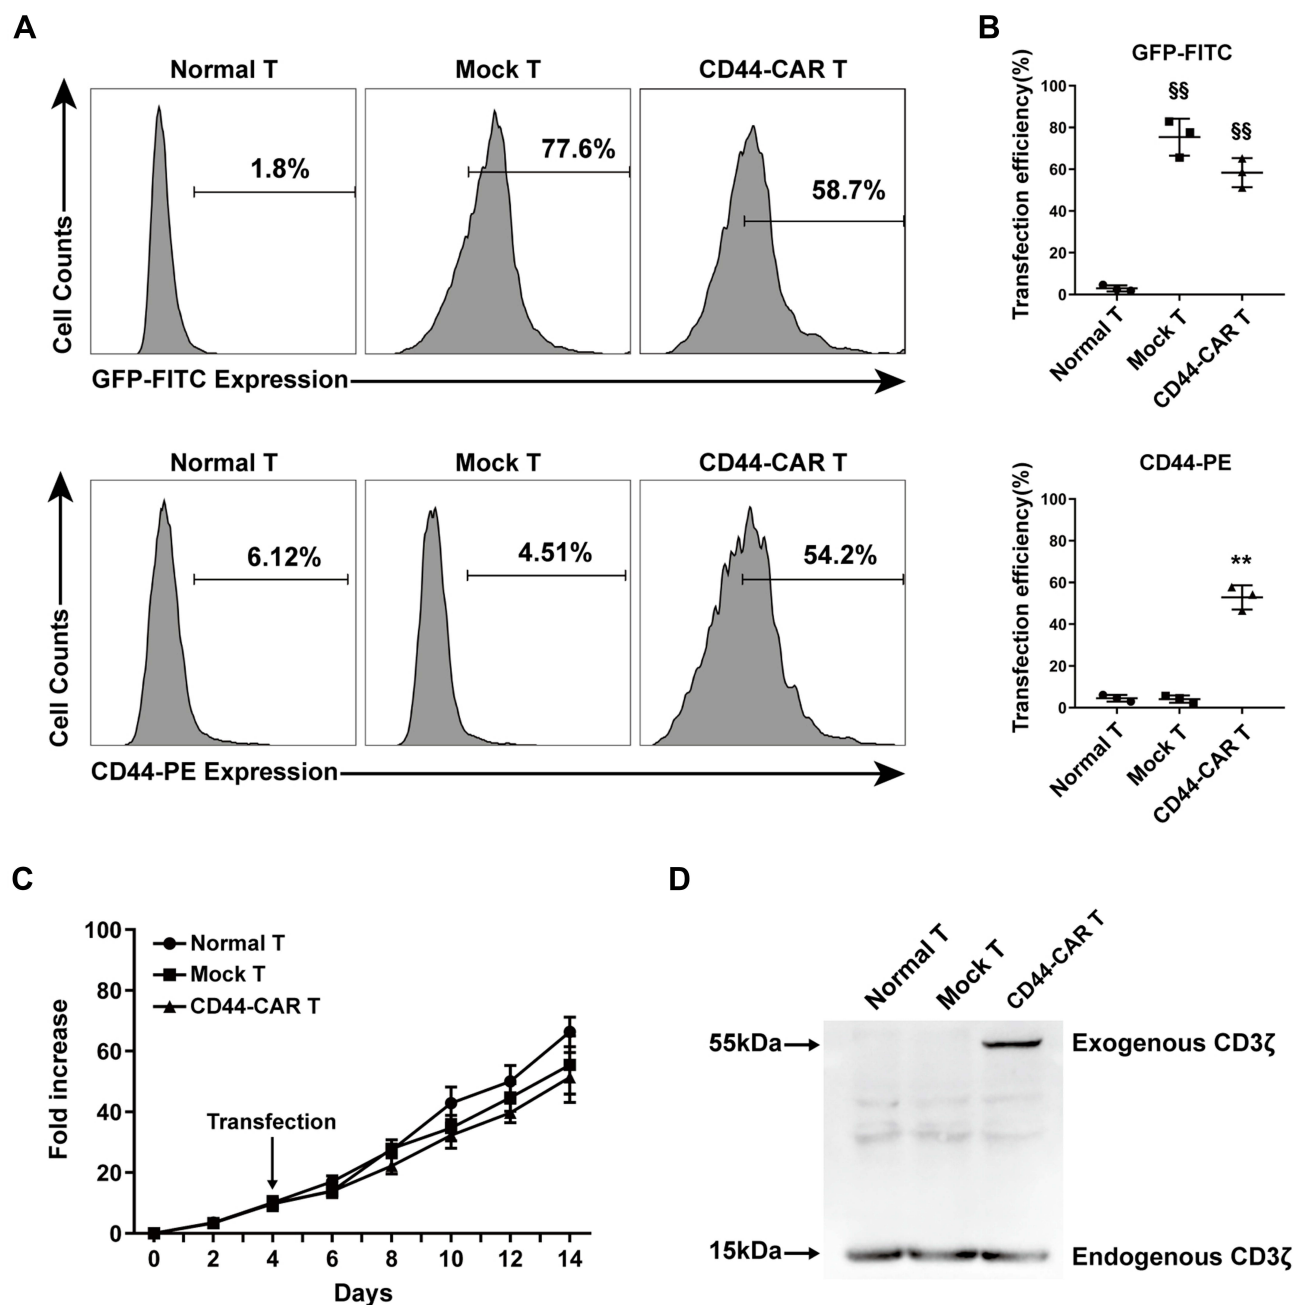 A
Normal T
Mock T
CD44-CAR T
1.8%
77.6%
58.7%
Cell Counts
GFP-FITC Expression
Normal T
Mock T
CD44-CAR T
6.12%
4.51%
54.2%
Cell Counts
CD44-PE Expression
B
GFP-FITC
Transfection efficiency(%)
100
80
60
40
20
0
§§
§§
Normal T
Mock T
CD44-CAR T
CD44-PE
Transfection efficiency(%)
100
80
60
40
20
0
**
Normal T
Mock T
CD44-CAR T
C
Fold increase
100
80
60
40
20
0
Normal T
Mock T
CD44-CAR T
Transfection
0 2 4 6 8 10 12 14
Days
D
Normal T
Mock T
CD44-CAR T
55kDa
Exogenous CD3ζ
15kDa
Endogenous CD3ζ